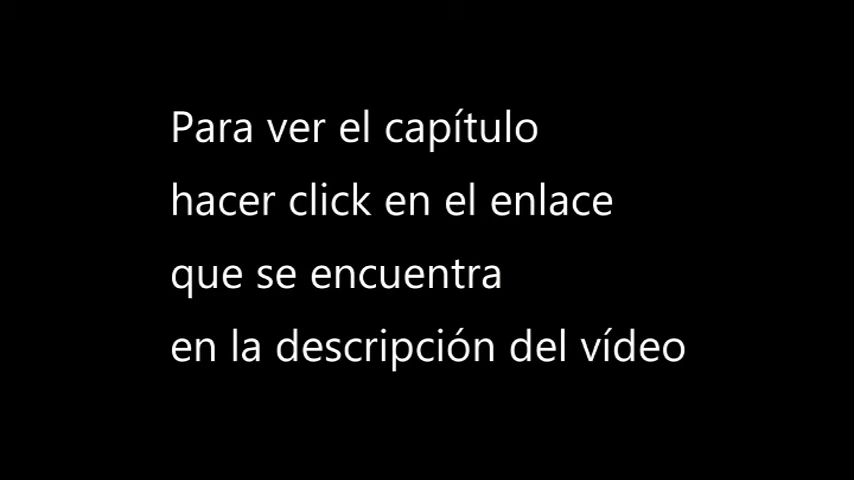 Para ver el capítulo
hacer click en el enlace
que se encuentra
en la descripción del vídeo